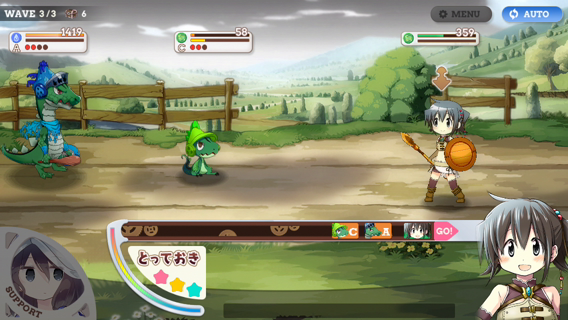 WAVE 3/3 6
MENU
AUTO
1419
A
58
C
359
C
A
GO!
とっておき
SUPPORT